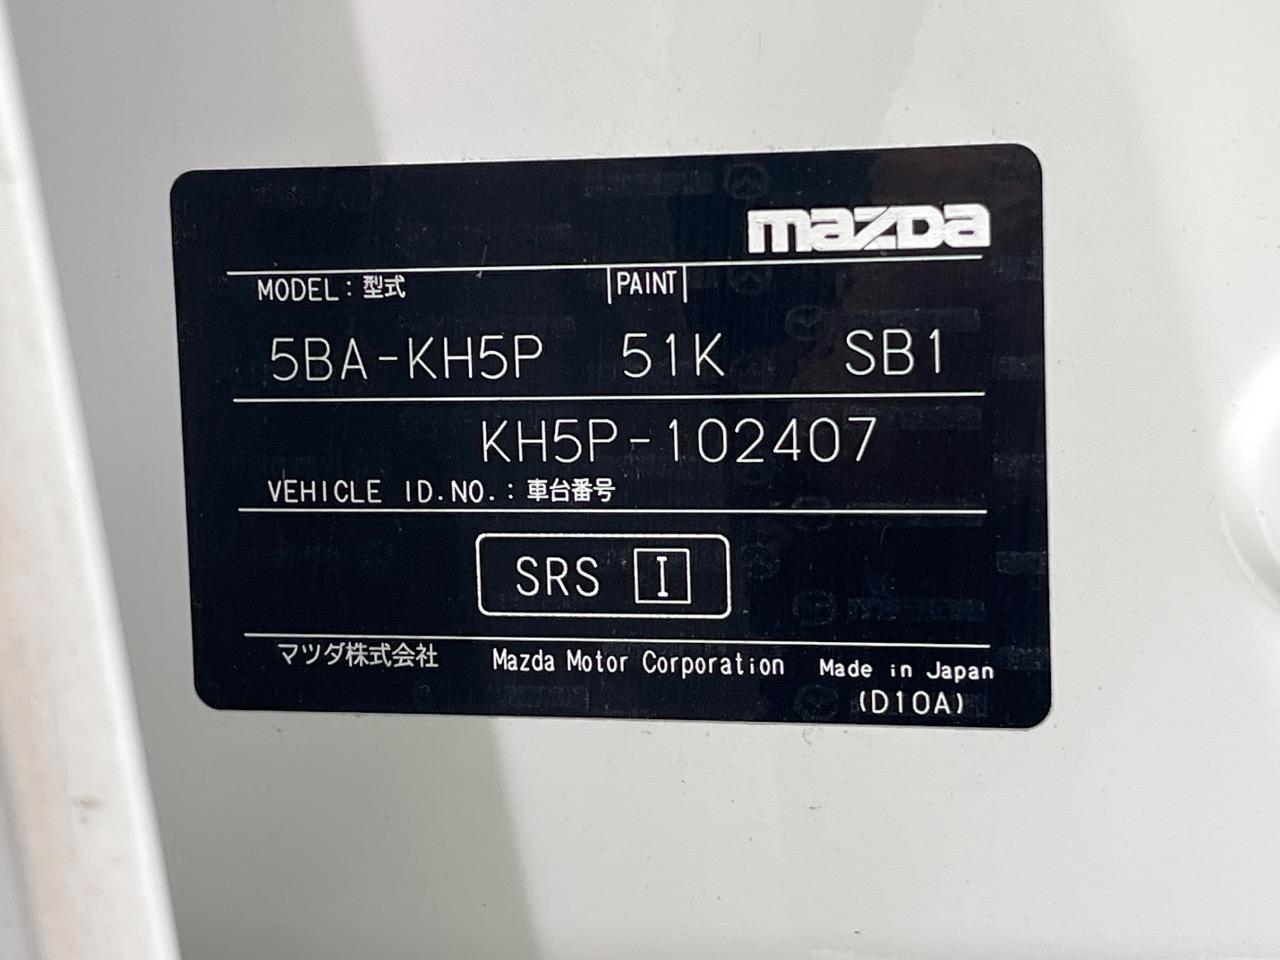 mazda
MODEL: 型式 PAINT
5BA-KH5P 51K SB1
KH5P-102407
VEHICLE ID.NO.: 車台番号
SRS I
マツダ株式会社 Mazda Motor Corporation Made in Japan
(D10A)